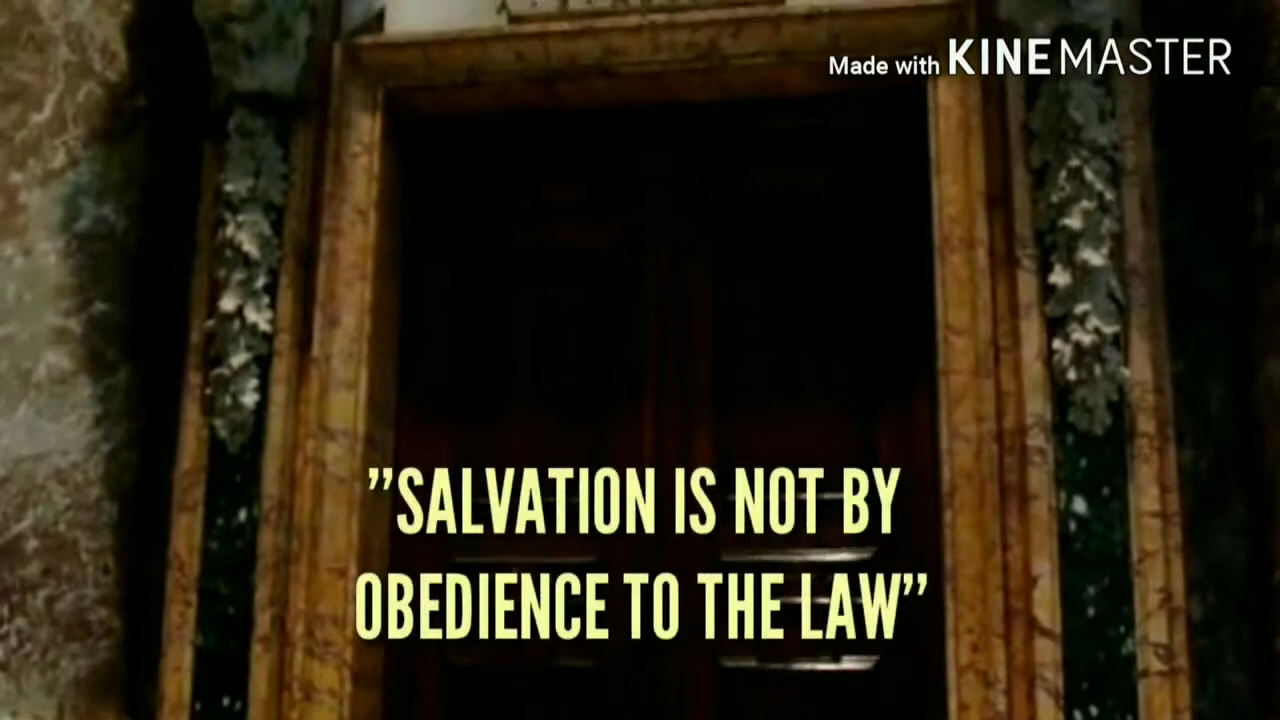 Made with KINEMASTER
”SALVATION IS NOT BY
OBEDIENCE TO THE LAW”